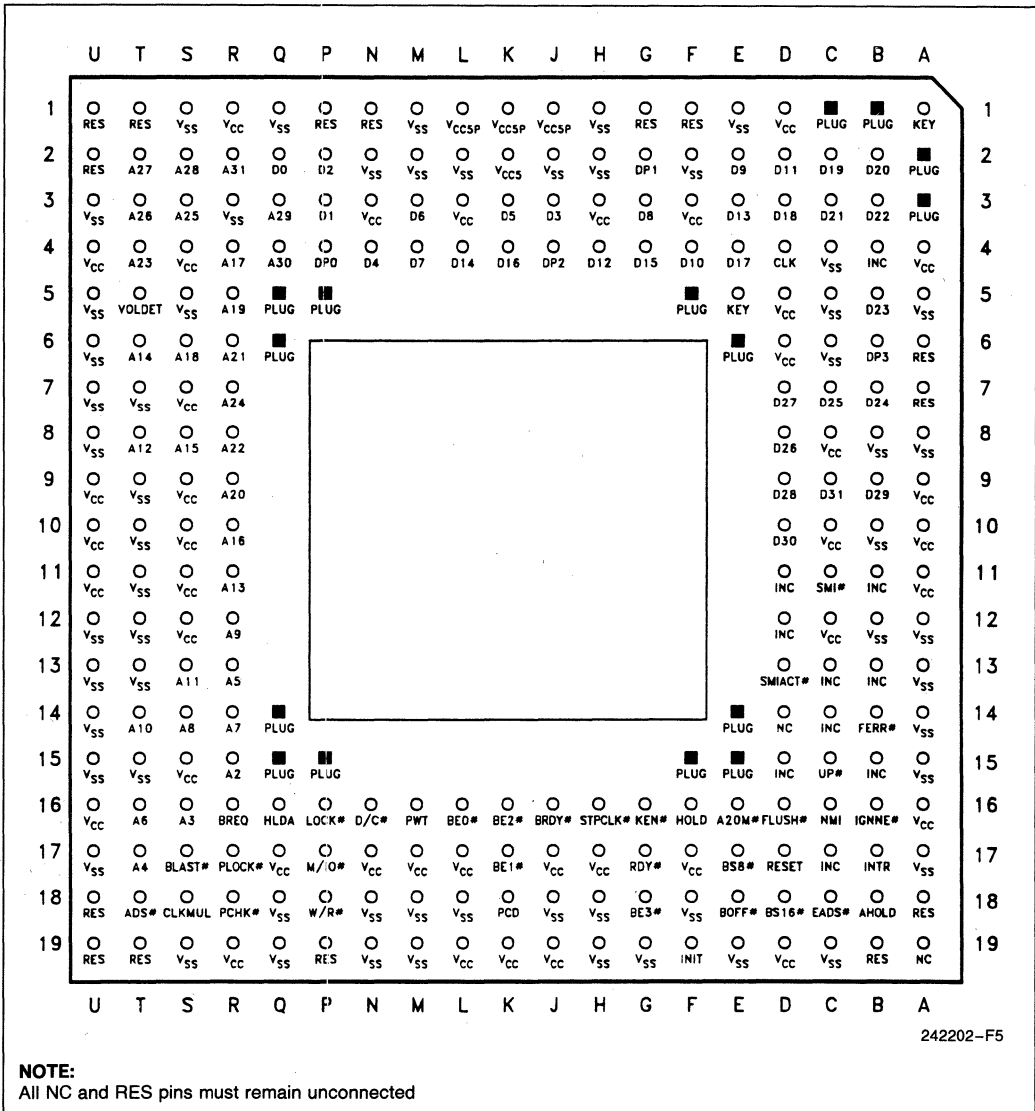 U T S R Q P N M L K J H G F E D C B A
1 1
RES RES VSS VCC VSS RES RES VSS VCC5P VCC5P VCC5P VSS RES RES VSS VCC PLUG PLUG KEY
2 2
RES A27 A28 A31 D0 D2 VSS VSS VSS VCC5 VSS VSS DP1 VSS D9 D11 D19 D20 PLUG
3 3
VSS A26 A25 VSS A29 D1 VCC D6 VCC D5 D3 VCC D8 VCC D13 D18 D21 D22 PLUG
4 4
VCC A23 VCC A17 A30 DP0 D4 D7 D14 D16 DP2 D12 D15 D10 D17 CLK VSS INC VCC
5 5
VSS VOLDET VSS A19 PLUG PLUG PLUG KEY VCC VSS D23 VSS
6 6
VSS A14 A18 A21 PLUG PLUG VCC VSS DP3 RES
7 7
VSS VSS VCC A24 D27 D25 D24 RES
8 8
VSS A12 A15 A22 D26 VCC VSS VSS
9 9
VCC VSS VCC A20 D28 D31 D29 VCC
10 10
VCC VSS VCC A16 D30 VCC VSS VCC
11 11
VCC VSS VCC A13 INC SMI# INC VCC
12 12
VSS VSS VCC A9 INC VCC VSS VSS
13 13
VSS VSS A11 A5 SMIACT# INC INC VSS
14 14
VSS A10 A8 A7 PLUG PLUG NC INC FERR# VSS
15 15
VSS VSS VCC A2 PLUG PLUG PLUG PLUG INC UP# INC VSS
16 16
VCC A6 A3 BREQ HLDA LOCK# D/C# PWT BE0# BE2# BRDY# STPCLK# KEN# HOLD A20M# FLUSH# NMI IGNNE# VCC
17 17
VSS A4 BLAST# PLOCK# VCC M/IO# VCC VCC VCC BE1# VCC VCC RDY# VCC BS8# RESET INC INTR VSS
18 18
RES ADS# CLKMUL PCHK# VSS W/R# VSS VSS VSS PCD VSS VSS BE3# VSS BOFF# BS16# EADS# AHOLD RES
19 19
RES RES VSS VCC VSS RES VSS VSS VCC VCC VCC VSS VSS INIT VSS VCC VSS RES NC
U T S R Q P N M L K J H G F E D C B A
242202–F5
NOTE:
All NC and RES pins must remain unconnected